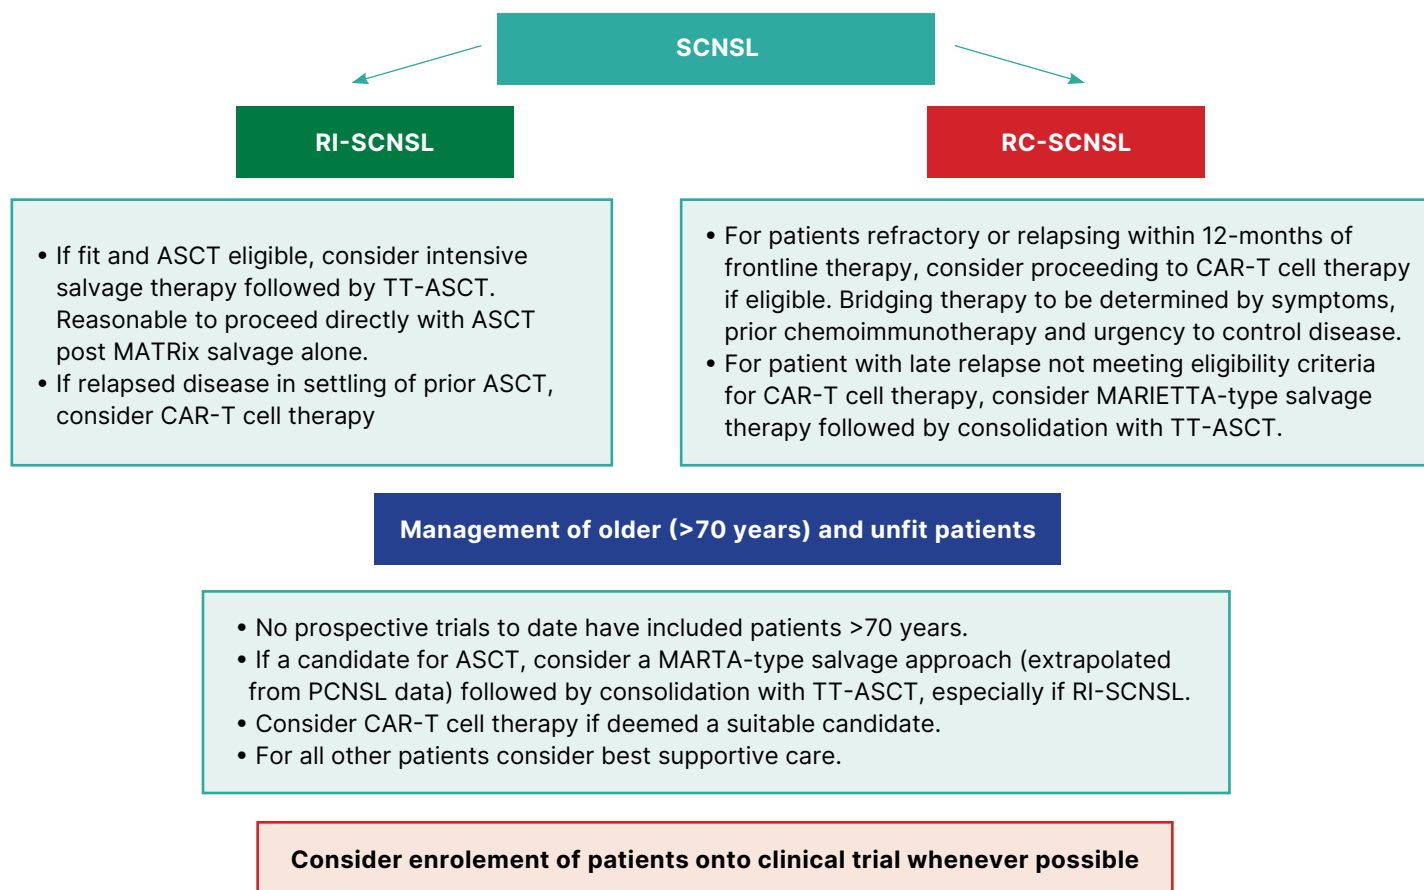 SCNSL
RI-SCNSL
RC-SCNSL
• If fit and ASCT eligible, consider intensive
salvage therapy followed by TT-ASCT.
Reasonable to proceed directly with ASCT
post MATRix salvage alone.
• If relapsed disease in settling of prior ASCT,
consider CAR-T cell therapy
• For patients refractory or relapsing within 12-months of
frontline therapy, consider proceeding to CAR-T cell therapy
if eligible. Bridging therapy to be determined by symptoms,
prior chemoimmunotherapy and urgency to control disease.
• For patient with late relapse not meeting eligibility criteria
for CAR-T cell therapy, consider MARIETTA-type salvage
therapy followed by consolidation with TT-ASCT.
Management of older (>70 years) and unfit patients
• No prospective trials to date have included patients >70 years.
• If a candidate for ASCT, consider a MARTA-type salvage approach (extrapolated
from PCNSL data) followed by consolidation with TT-ASCT, especially if RI-SCNSL.
• Consider CAR-T cell therapy if deemed a suitable candidate.
• For all other patients consider best supportive care.
Consider enrolement of patients onto clinical trial whenever possible